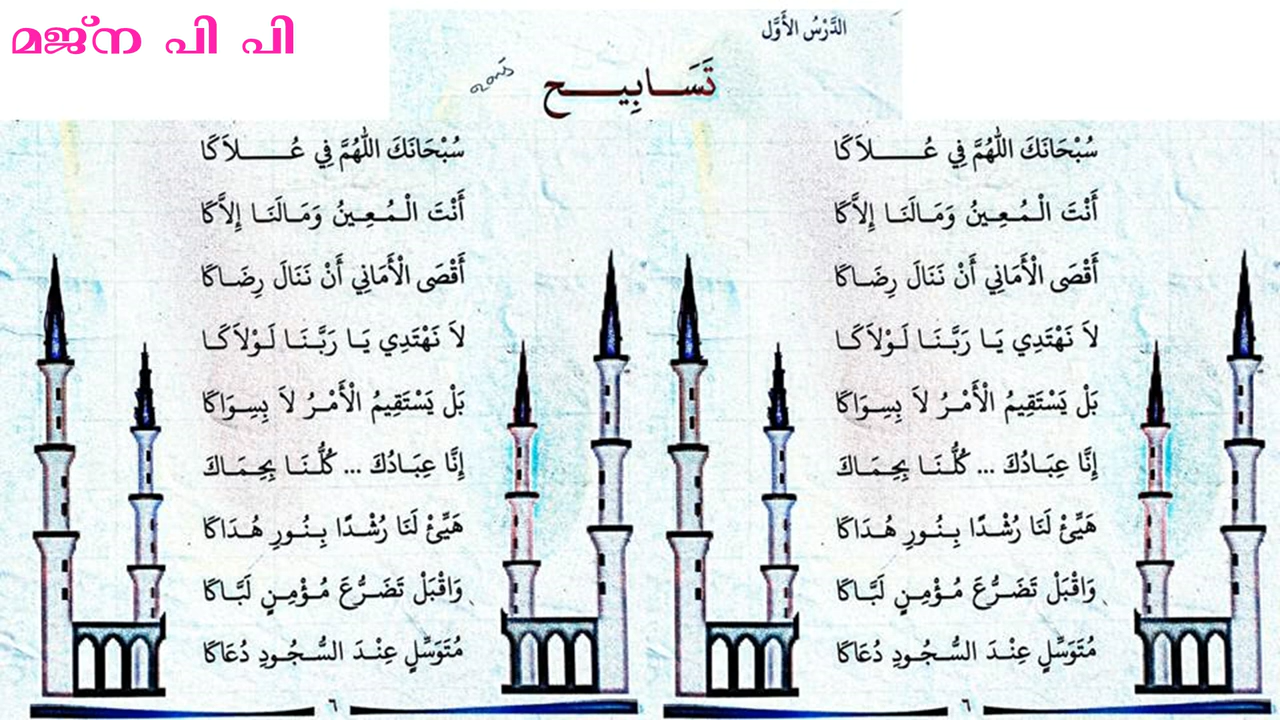 മജ്ന പി പി
الدَّرْسُ الأَوَّل
تَسَابِيح
سُبْحَانَكَ اللّٰهُمَّ فِي عُلاَكَا
أَنْتَ الْمُعِينُ وَمَالَنَا إِلاَّكَا
أَقْصَى الْأَمَانِي أَنْ نَنَالَ رِضَاكَا
لاَ نَهْتَدِي يَا رَبَّنَا لَوْلاَكَا
بَلْ يَسْتَقِيمُ الْأَمْرُ لاَ بِسِوَاكَا
إِنَّا عِبَادُكَ ... كُلُّنَا بِحِمَاكَ
هَيِّئْ لَنَا رُشْدًا بِنُورِ هُدَاكَا
وَاقْبَلْ تَضَرُّعَ مُؤْمِنٍ لَبَّاكَا
مُتَوَسِّلٍ عِنْدَ السُّجُودِ دُعَاكَا
٦
سُبْحَانَكَ اللّٰهُمَّ فِي عُلاَكَا
أَنْتَ الْمُعِينُ وَمَالَنَا إِلاَّكَا
أَقْصَى الْأَمَانِي أَنْ نَنَالَ رِضَاكَا
لاَ نَهْتَدِي يَا رَبَّنَا لَوْلاَكَا
بَلْ يَسْتَقِيمُ الْأَمْرُ لاَ بِسِوَاكَا
إِنَّا عِبَادُكَ ... كُلُّنَا بِحِمَاكَ
هَيِّئْ لَنَا رُشْدًا بِنُورِ هُدَاكَا
وَاقْبَلْ تَضَرُّعَ مُؤْمِنٍ لَبَّاكَا
مُتَوَسِّلٍ عِنْدَ السُّجُودِ دُعَاكَا
٦